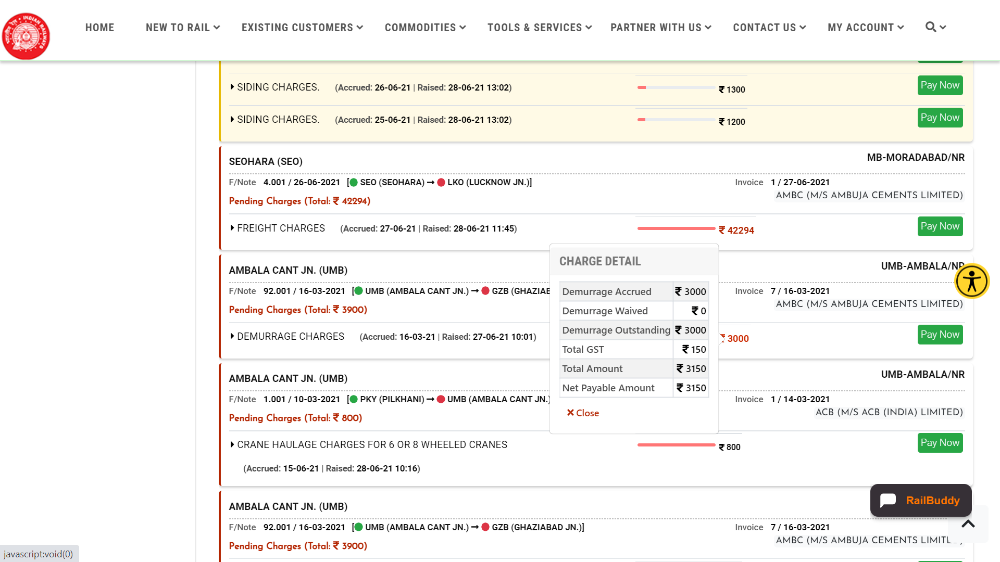 HOME
NEW TO RAIL
EXISTING CUSTOMERS
COMMODITIES
TOOLS & SERVICES
PARTNER WITH US
CONTACT US
MY ACCOUNT
INDIAN RAILWAYS
SIDING CHARGES. (Accrued: 26-06-21 | Raised: 28-06-21 13:02) ₹ 1300 Pay Now
SIDING CHARGES. (Accrued: 25-06-21 | Raised: 28-06-21 13:02) ₹ 1200 Pay Now
SEOHARA (SEO) MB-MORADABAD/NR
F/Note 4.001 / 26-06-2021 [ SEO (SEOHARA) → LKO (LUCKNOW JN.)] Invoice 1 / 27-06-2021
AMBC (M/S AMBUJA CEMENTS LIMITED)
Pending Charges (Total: ₹ 42294)
FREIGHT CHARGES (Accrued: 27-06-21 | Raised: 28-06-21 11:45) ₹ 42294 Pay Now
AMBALA CANT JN. (UMB) UMB-AMBALA/NR
F/Note 92.001 / 16-03-2021 [ UMB (AMBALA CANT JN.) → GZB (GHAZIAB Invoice 7 / 16-03-2021
AMBC (M/S AMBUJA CEMENTS LIMITED)
Pending Charges (Total: ₹ 3900)
DEMURRAGE CHARGES (Accrued: 16-03-21 | Raised: 27-06-21 10:01) ₹ 3000 Pay Now
CHARGE DETAIL
Demurrage Accrued ₹ 3000
Demurrage Waived ₹ 0
Demurrage Outstanding ₹ 3000
Total GST ₹ 150
Total Amount ₹ 3150
Net Payable Amount ₹ 3150
× Close
AMBALA CANT JN. (UMB) UMB-AMBALA/NR
F/Note 1.001 / 10-03-2021 [ PKY (PILKHANI) → UMB (AMBALA CANT JN.) Invoice 1 / 14-03-2021
ACB (M/S ACB (INDIA) LIMITED)
Pending Charges (Total: ₹ 800)
CRANE HAULAGE CHARGES FOR 6 OR 8 WHEELED CRANES ₹ 800 Pay Now
(Accrued: 15-06-21 | Raised: 28-06-21 10:16)
AMBALA CANT JN. (UMB)
RailBuddy
F/Note 92.001 / 16-03-2021 [ UMB (AMBALA CANT JN.) → GZB (GHAZIABAD JN.)] Invoice 7 / 16-03-2021
AMBC (M/S AMBUJA CEMENTS LIMITED)
Pending Charges (Total: ₹ 3900)
javascript:void(0)